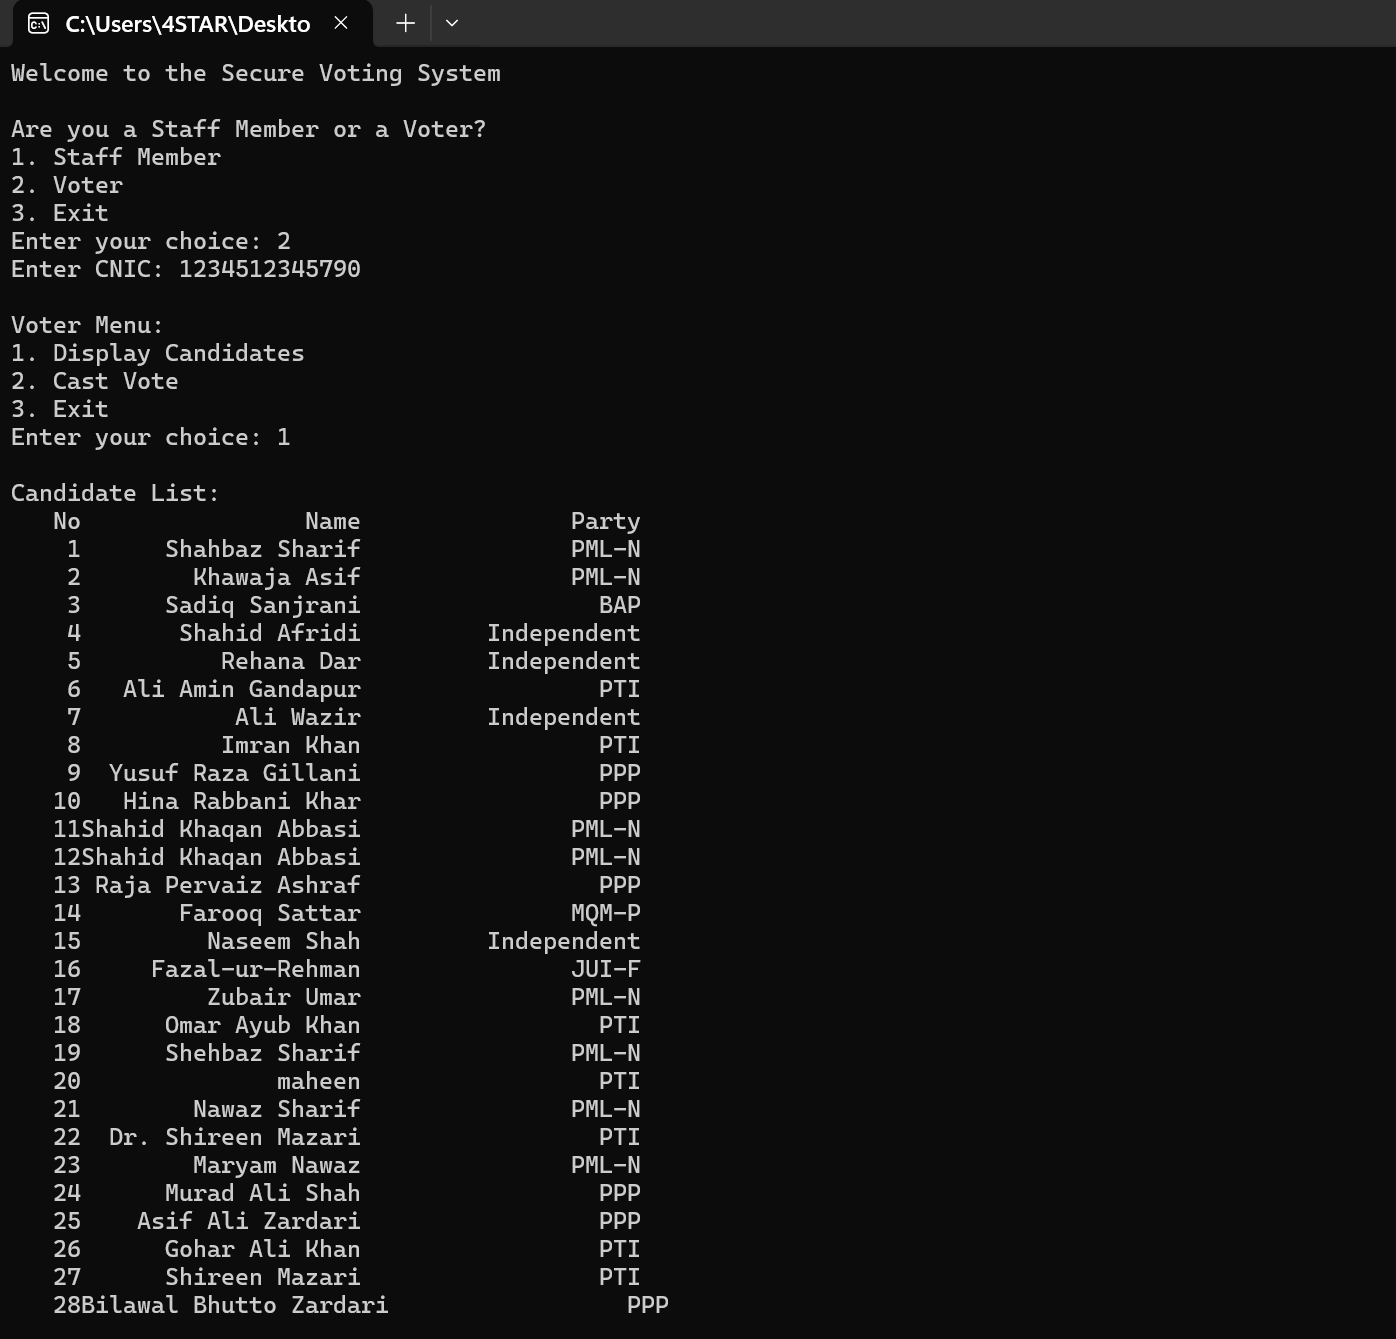 C:\Users\4STAR\Deskto
Welcome to the Secure Voting System
Are you a Staff Member or a Voter?
1. Staff Member
2. Voter
3. Exit
Enter your choice: 2
Enter CNIC: 1234512345790
Voter Menu:
1. Display Candidates
2. Cast Vote
3. Exit
Enter your choice: 1
Candidate List:
No Name Party
1 Shahbaz Sharif PML-N
2 Khawaja Asif PML-N
3 Sadiq Sanjrani BAP
4 Shahid Afridi Independent
5 Rehana Dar Independent
6 Ali Amin Gandapur PTI
7 Ali Wazir Independent
8 Imran Khan PTI
9 Yusuf Raza Gillani PPP
10 Hina Rabbani Khar PPP
11Shahid Khaqan Abbasi PML-N
12Shahid Khaqan Abbasi PML-N
13 Raja Pervaiz Ashraf PPP
14 Farooq Sattar MQM-P
15 Naseem Shah Independent
16 Fazal-ur-Rehman JUI-F
17 Zubair Umar PML-N
18 Omar Ayub Khan PTI
19 Shehbaz Sharif PML-N
20 maheen PTI
21 Nawaz Sharif PML-N
22 Dr. Shireen Mazari PTI
23 Maryam Nawaz PML-N
24 Murad Ali Shah PPP
25 Asif Ali Zardari PPP
26 Gohar Ali Khan PTI
27 Shireen Mazari PTI
28Bilawal Bhutto Zardari PPP